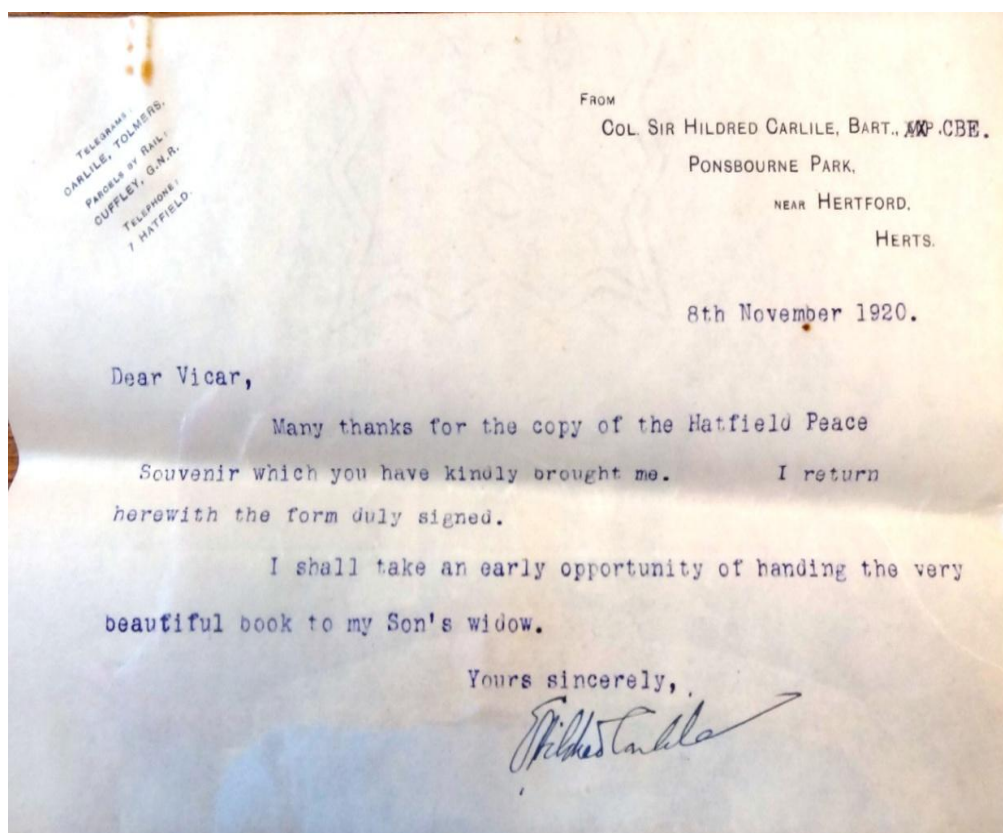 TELEGRAMS,
CARLILE, TOLMERS.
PARCELS BY RAIL:
CUFFLEY, G.N.R.
TELEPHONE:
7 HATFIELD.
FROM
COL. SIR HILDRED CARLILE, BART., .CBE.
PONSBOURNE PARK,
NEAR HERTFORD,
HERTS.
8th November 1920.
Dear Vicar,
Many thanks for the copy of the Hatfield Peace
Souvenir which you have kindly brought me. I return
herewith the form duly signed.
I shall take an early opportunity of handing the very
beautiful book to my Son's widow.
Yours sincerely,
Hildred Carlile